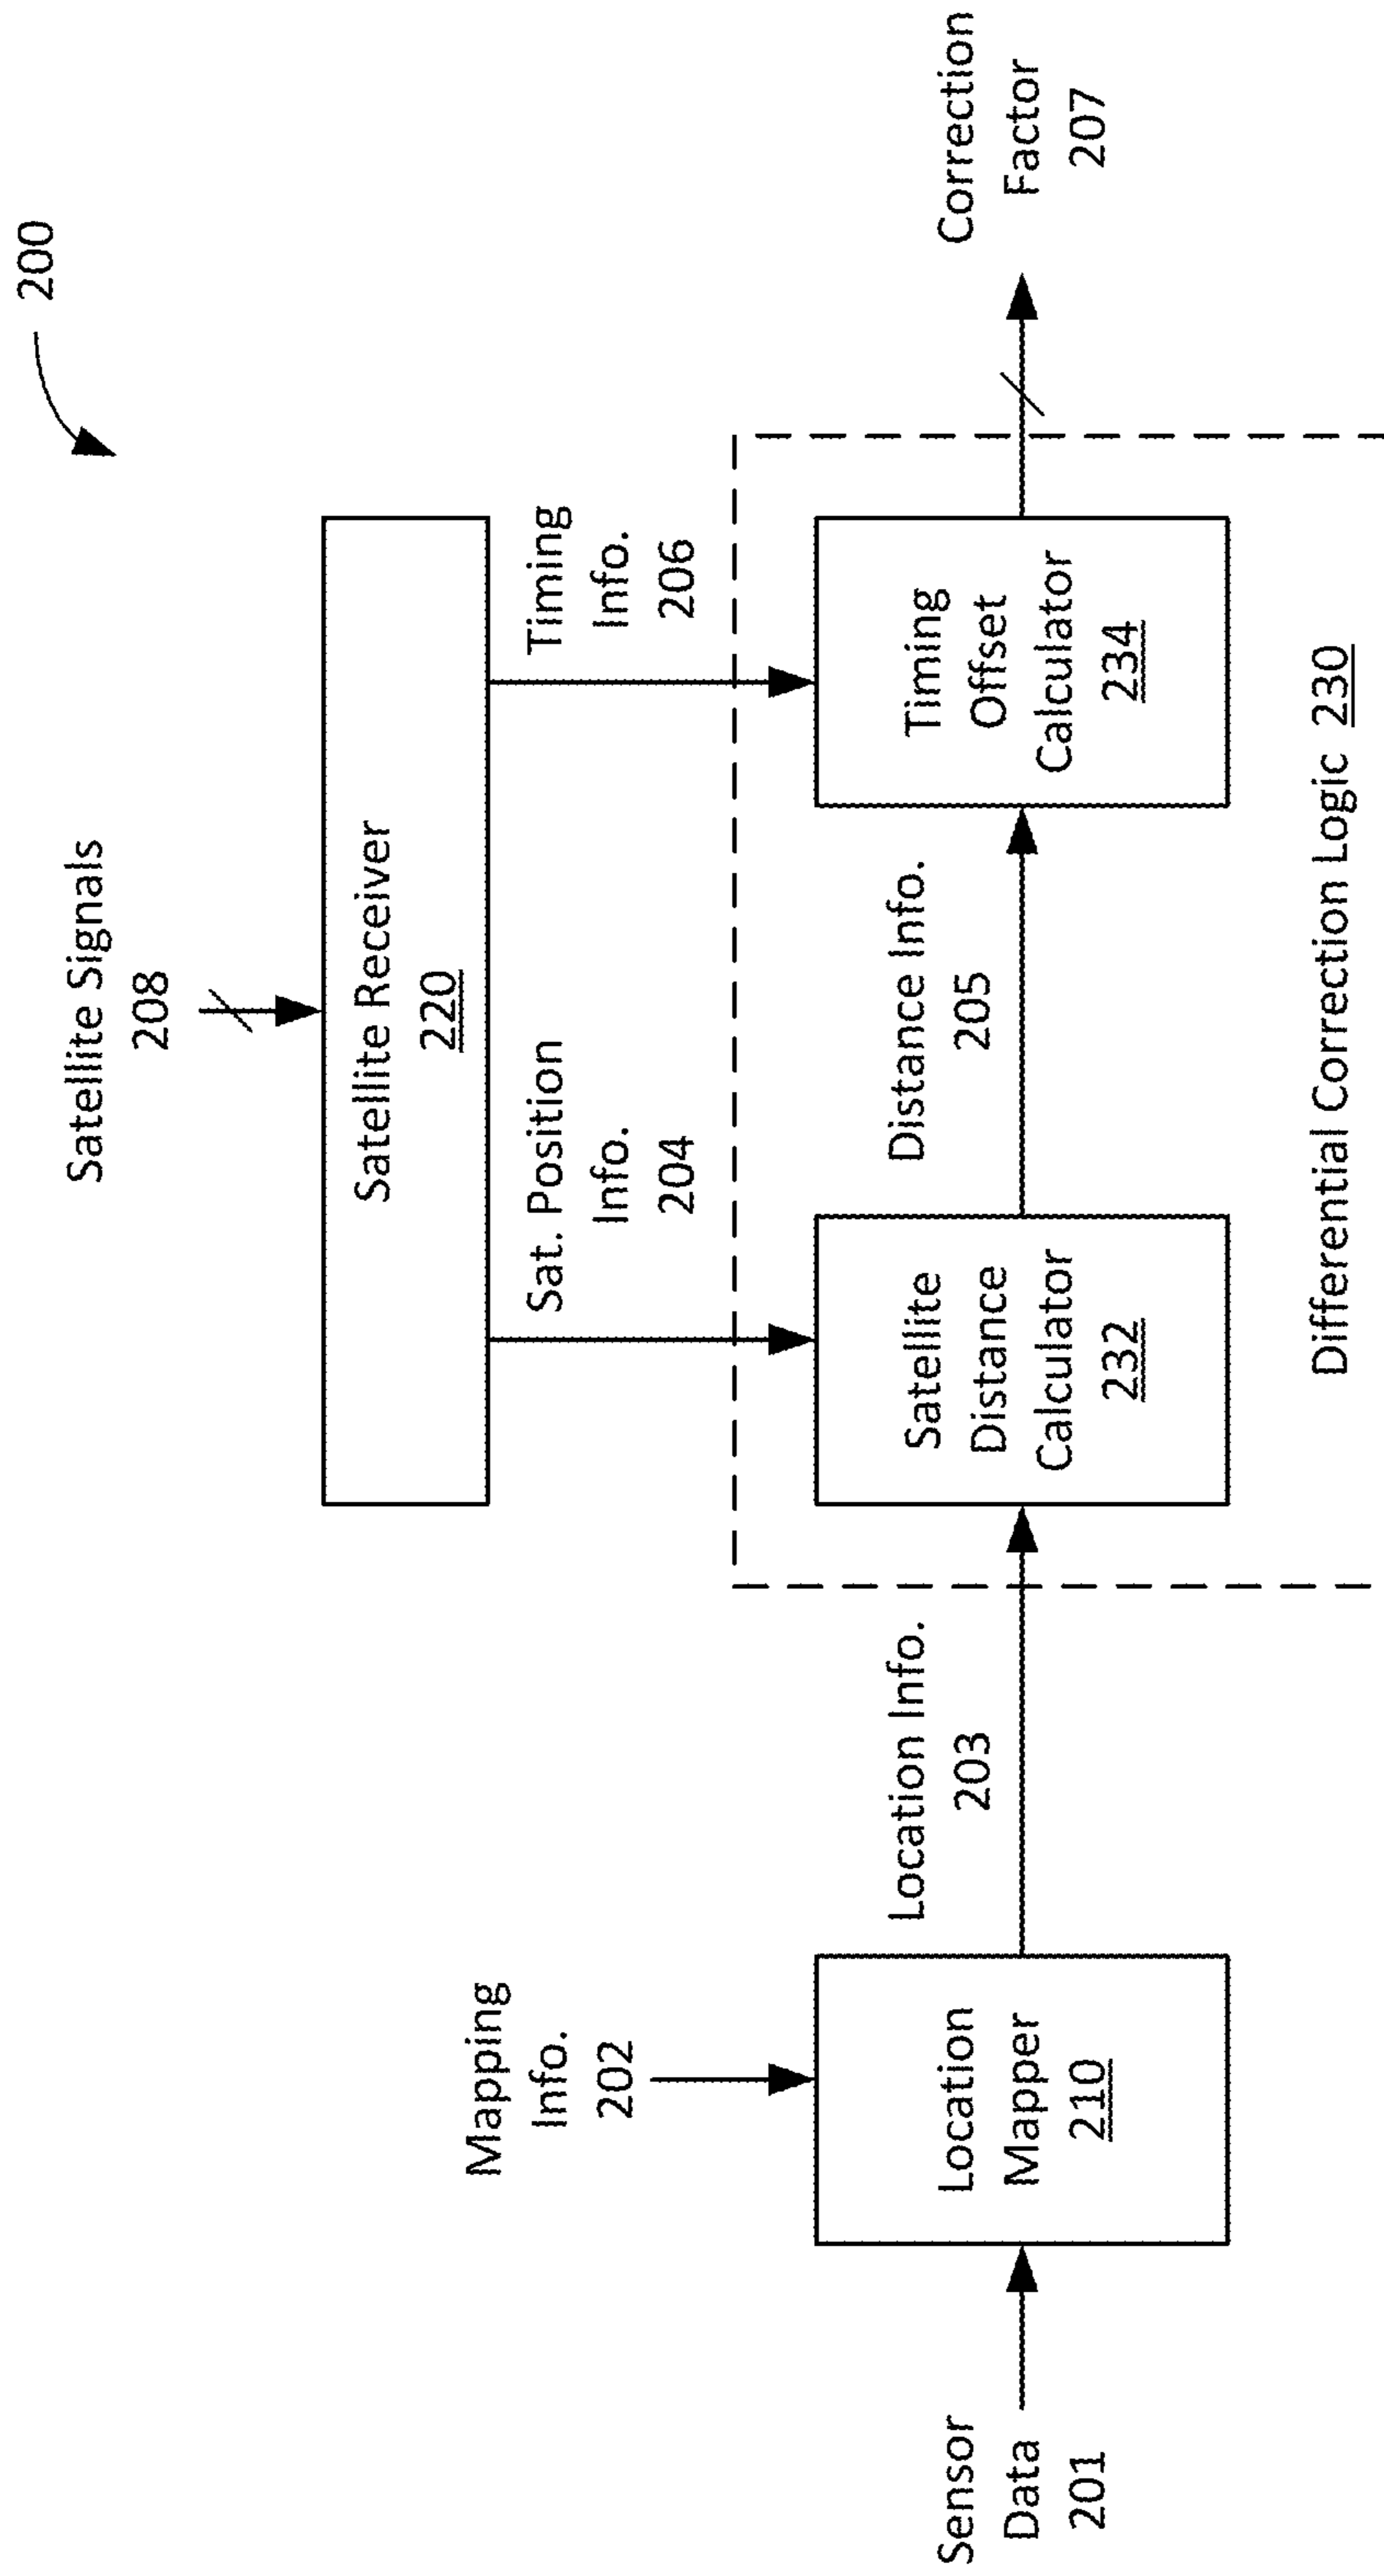 200
Satellite Signals
208
Satellite Receiver
220
Sat. Position
Info.
204
Timing
Info.
206
Mapping
Info.
202
Sensor
Data
201
Location
Mapper
210
Location Info.
203
Satellite
Distance
Calculator
232
Distance Info.
205
Timing
Offset
Calculator
234
Correction
Factor
207
Differential Correction Logic 230